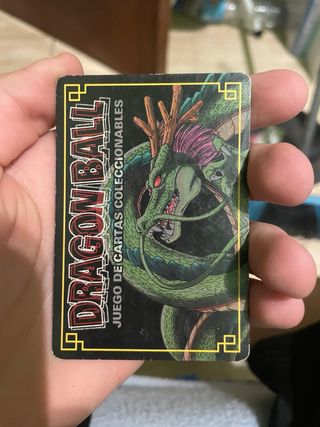 DRAGON BALL
JUEGO DE CARTAS COLECCIONABLES